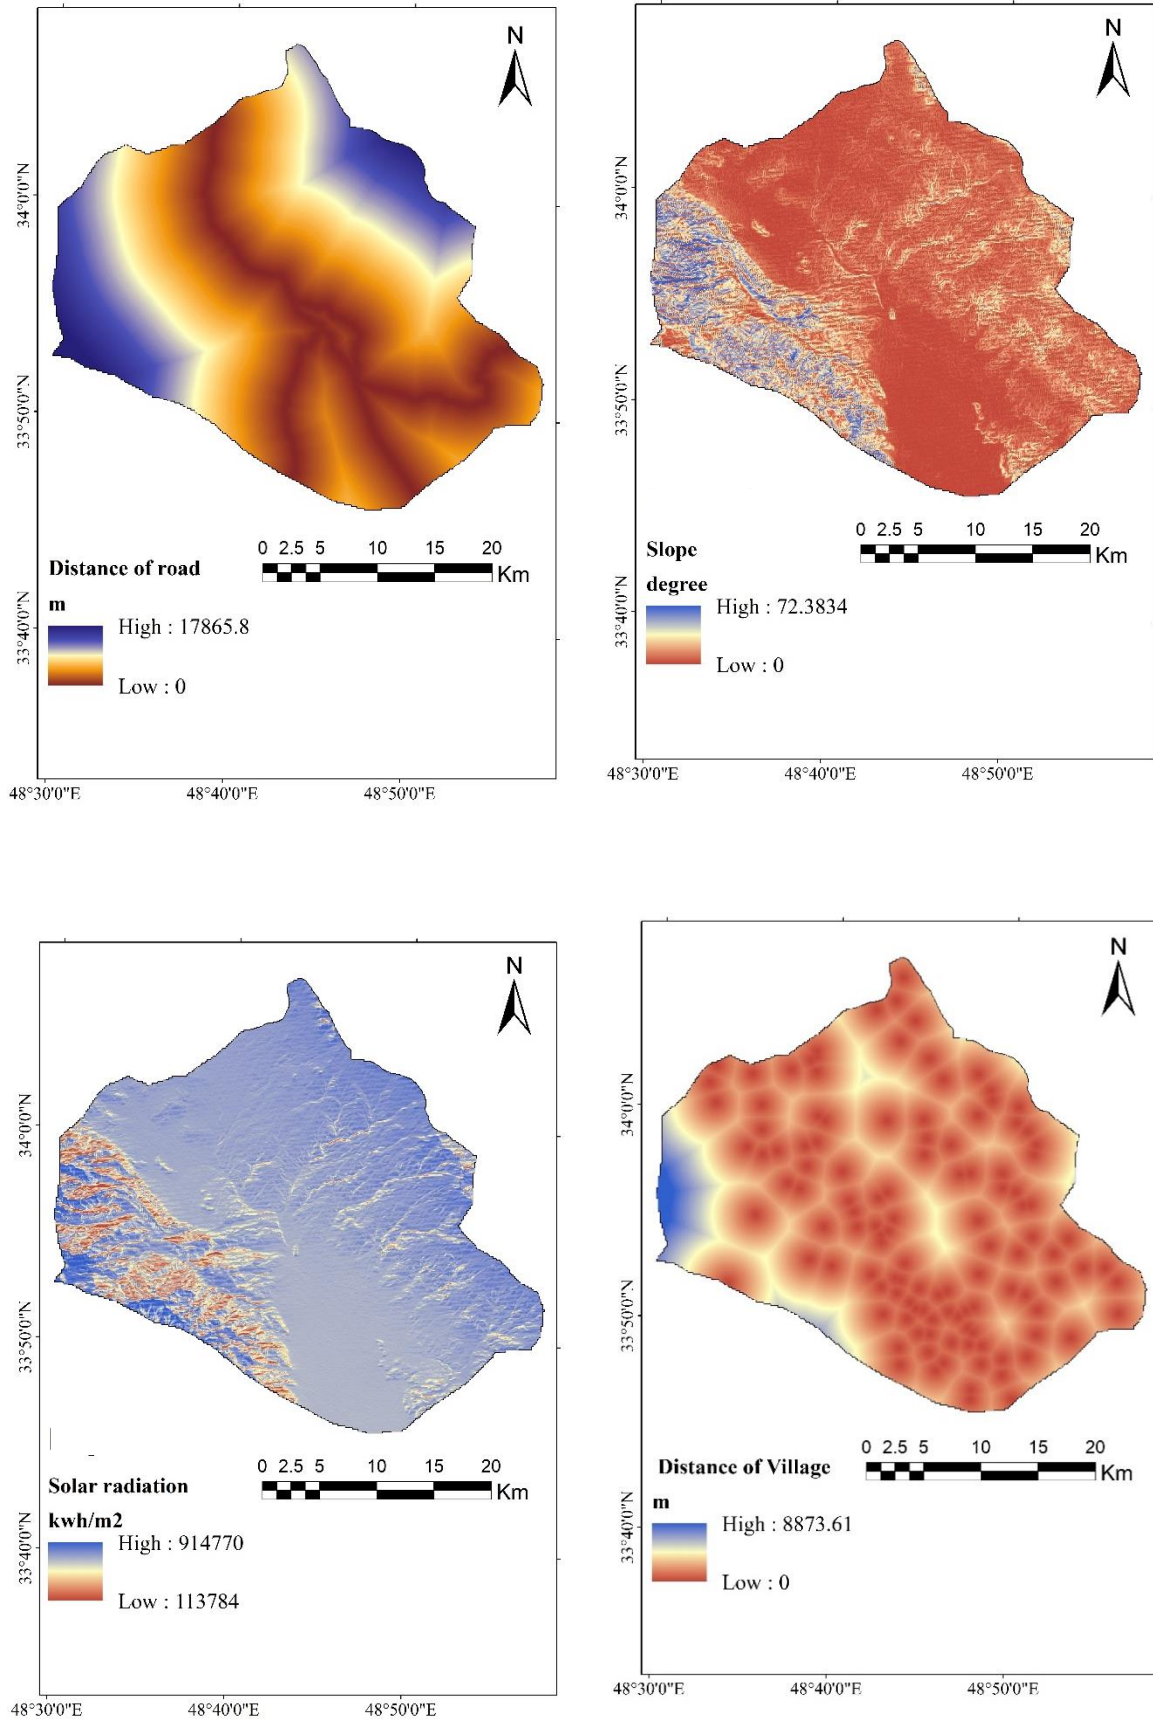 N
34°0'0"N
33°50'0"N
33°40'0"N
0 2.5 5 10 15 20
Km
Distance of road
m
High : 17865.8
Low : 0
48°30'0"E 48°40'0"E 48°50'0"E
N
34°0'0"N
33°50'0"N
33°40'0"N
0 2.5 5 10 15 20
Km
Slope
degree
High : 72.3834
Low : 0
48°30'0"E 48°40'0"E 48°50'0"E
N
34°0'0"N
33°50'0"N
33°40'0"N
0 2.5 5 10 15 20
Km
Solar radiation
kwh/m2
High : 914770
Low : 113784
48°30'0"E 48°40'0"E 48°50'0"E
N
34°0'0"N
33°50'0"N
33°40'0"N
0 2.5 5 10 15 20
Km
Distance of Village
m
High : 8873.61
Low : 0
48°30'0"E 48°40'0"E 48°50'0"E